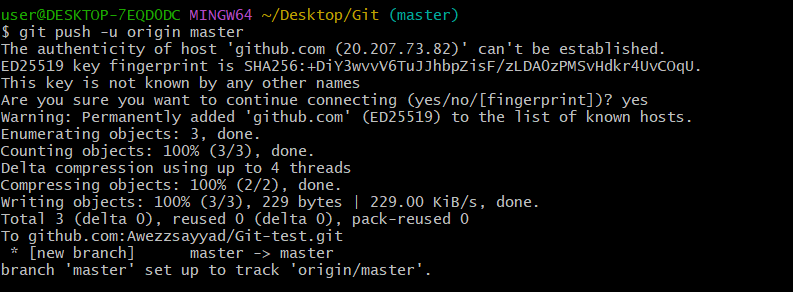 user@DESKTOP-7EQD0DC MINGW64 ~/Desktop/Git (master)
$ git push -u origin master
The authenticity of host 'github.com (20.207.73.82)' can't be established.
ED25519 key fingerprint is SHA256:+DiY3wvvV6TuJJhbpZisF/zLDA0zPMSvHdkr4UvCOqU.
This key is not known by any other names
Are you sure you want to continue connecting (yes/no/[fingerprint])? yes
Warning: Permanently added 'github.com' (ED25519) to the list of known hosts.
Enumerating objects: 3, done.
Counting objects: 100% (3/3), done.
Delta compression using up to 4 threads
Compressing objects: 100% (2/2), done.
Writing objects: 100% (3/3), 229 bytes | 229.00 KiB/s, done.
Total 3 (delta 0), reused 0 (delta 0), pack-reused 0
To github.com:Awezzsayyad/Git-test.git
 * [new branch]      master -> master
branch 'master' set up to track 'origin/master'.